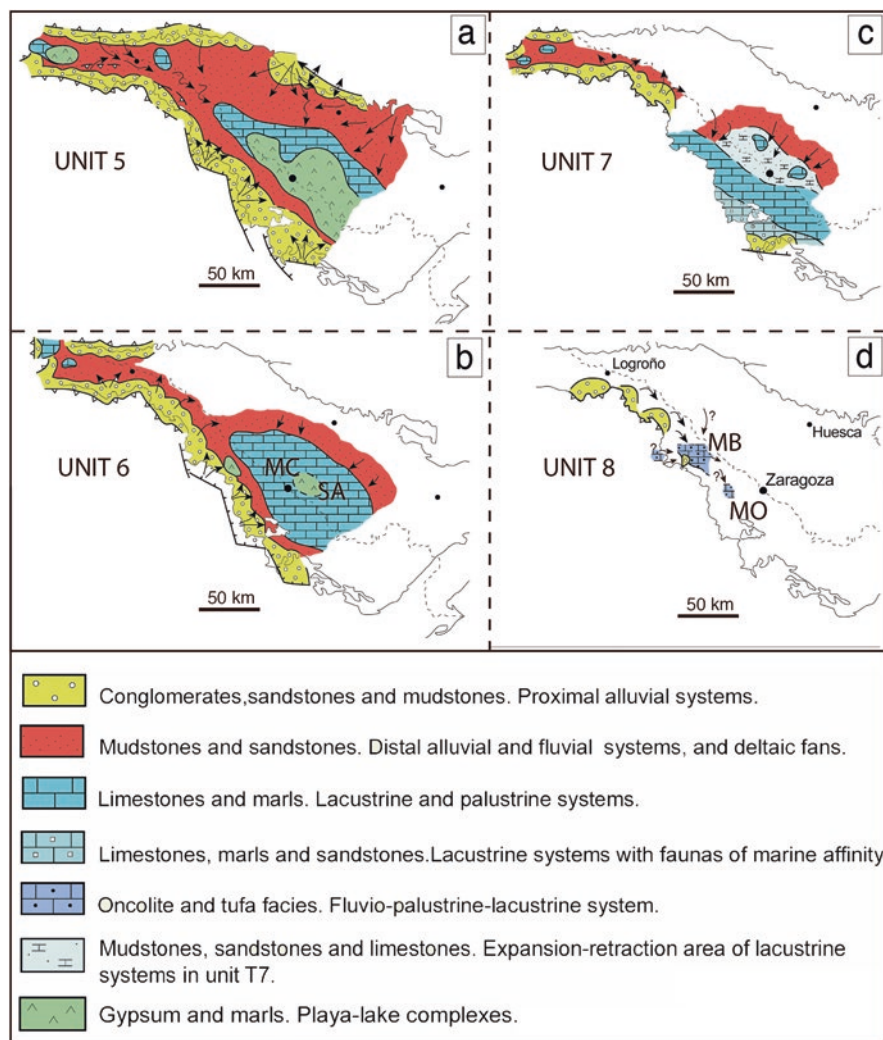 a
UNIT 5
50 km
c
UNIT 7
50 km
b
UNIT 6
MC
SA
50 km
d
Logroño
?
?
MB
Huesca
UNIT 8
?
Zaragoza
MO
50 km
Conglomerates,sandstones and mudstones. Proximal alluvial systems.
Mudstones and sandstones. Distal alluvial and fluvial systems, and deltaic fans.
Limestones and marls. Lacustrine and palustrine systems.
Limestones, marls and sandstones.Lacustrine systems with faunas of marine affinity
Oncolite and tufa facies. Fluvio-palustrine-lacustrine system.
Mudstones, sandstones and limestones. Expansion-retraction area of lacustrine
systems in unit T7.
Gypsum and marls. Playa-lake complexes.